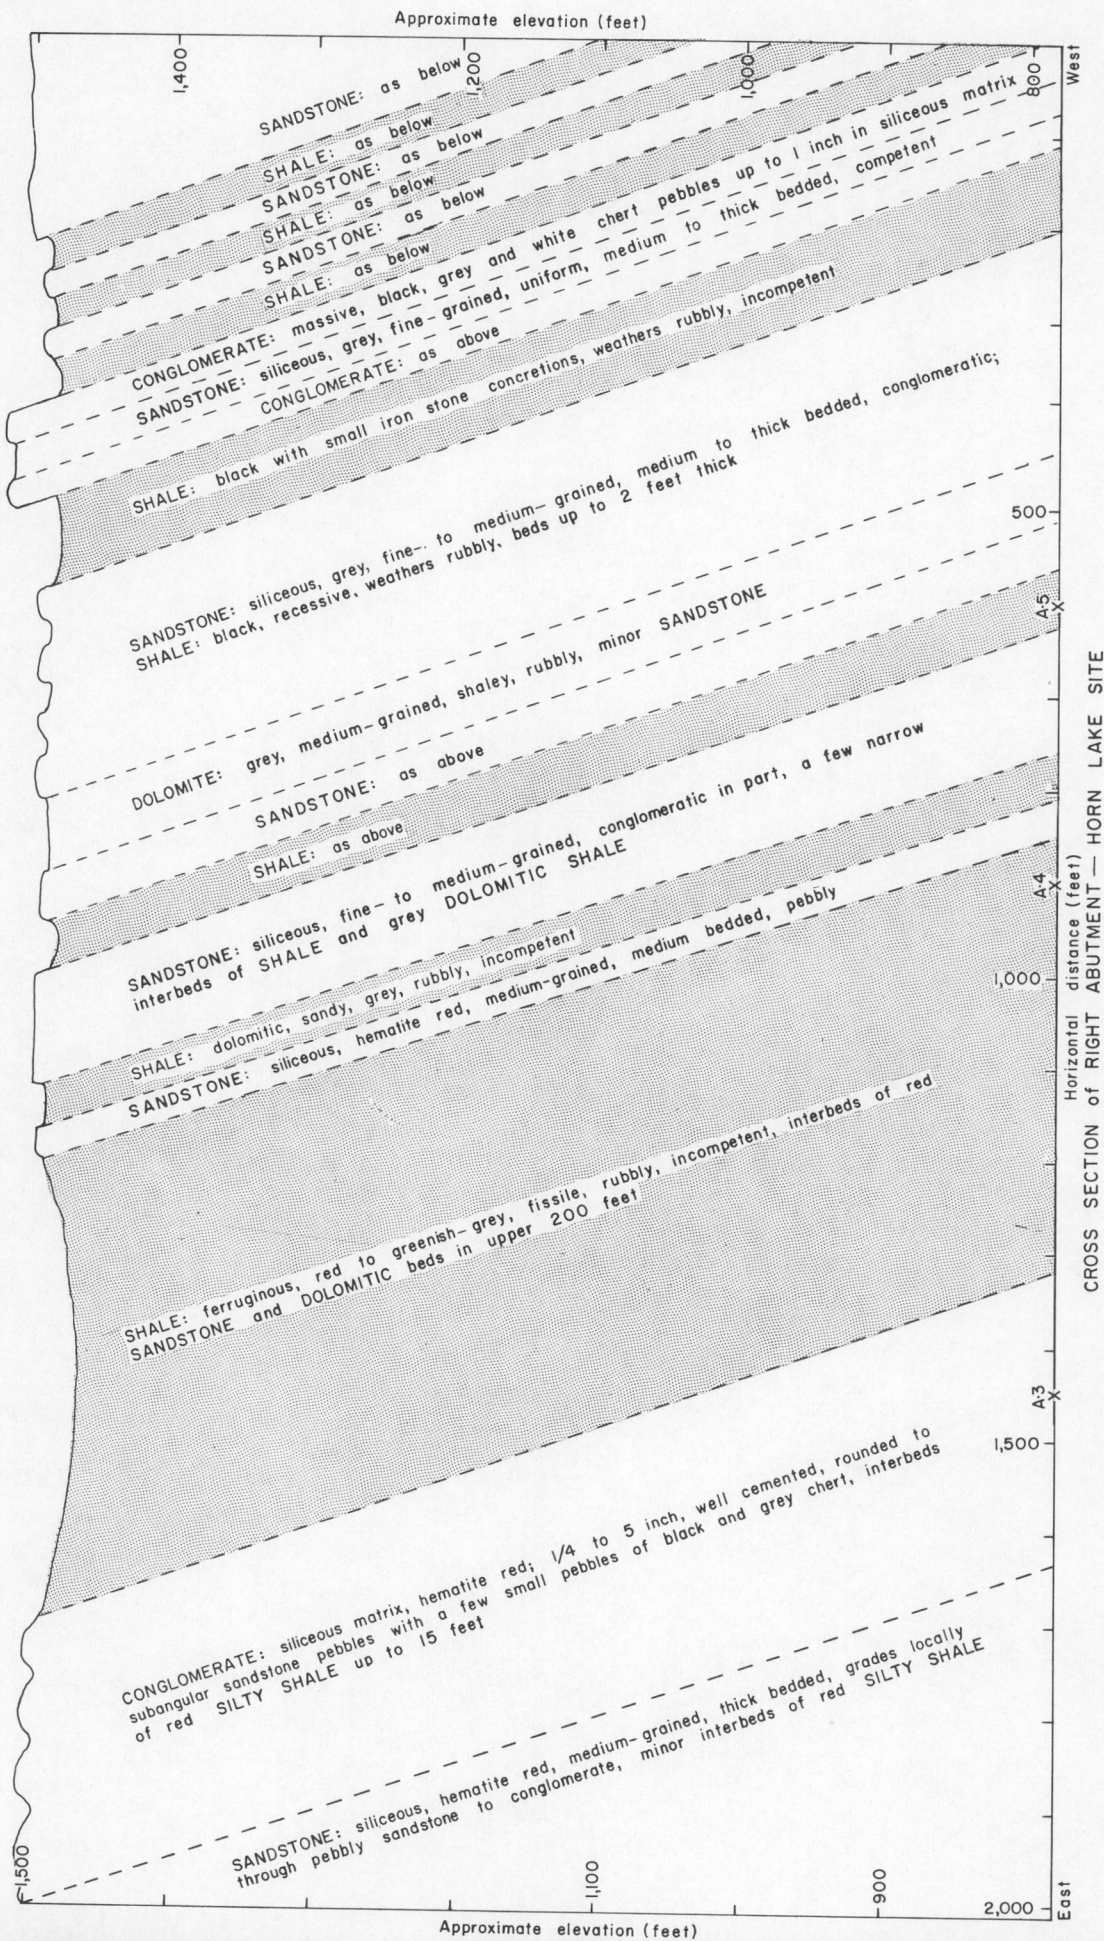 Approximate elevation (feet)
1,400
1,200
1,000
800
West
SANDSTONE: as below
SHALE: as below
SANDSTONE: as below
SHALE: as below
SANDSTONE: as below
SHALE: as below
CONGLOMERATE: massive, black, grey and white chert pebbles up to 1 inch in siliceous matrix
SANDSTONE: siliceous, grey, fine-grained, uniform, medium to thick bedded, competent
CONGLOMERATE: as above
SHALE: black with small iron stone concretions, weathers rubbly, incompetent
SANDSTONE: siliceous, grey, fine- to medium-grained, medium to thick bedded, conglomeratic;
SHALE: black, recessive, weathers rubbly, beds up to 2 feet thick
500
DOLOMITE: grey, medium-grained, shaley, rubbly, minor SANDSTONE
A-5
SANDSTONE: as above
SHALE: as above
SANDSTONE: siliceous, fine- to medium-grained, conglomeratic in part, a few narrow
interbeds of SHALE and grey DOLOMITIC SHALE
A-4
SHALE: dolomitic, sandy, grey, rubbly, incompetent
1,000
SANDSTONE: siliceous, hematite red, medium-grained, medium bedded, pebbly
Horizontal distance (feet)
CROSS SECTION of RIGHT ABUTMENT — HORN LAKE SITE
SHALE: ferruginous, red to greenish-grey, fissile, rubbly, incompetent, interbeds of red
SANDSTONE and DOLOMITIC beds in upper 200 feet
A-3
1,500
CONGLOMERATE: siliceous matrix, hematite red; 1/4 to 5 inch, well cemented, rounded to
subangular sandstone pebbles with a few small pebbles of black and grey chert, interbeds
of red SILTY SHALE up to 15 feet
SANDSTONE: siliceous, hematite red, medium-grained, thick bedded, grades locally
through pebbly sandstone to conglomerate, minor interbeds of red SILTY SHALE
1,500
1,100
900
2,000
East
Approximate elevation (feet)